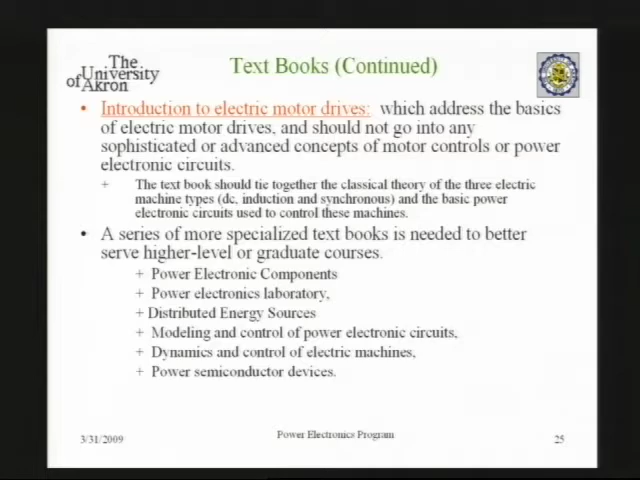 The
University
of Akron
Text Books (Continued)
• Introduction to electric motor drives: which address the basics
of electric motor drives, and should not go into any
sophisticated or advanced concepts of motor controls or power
electronic circuits.
+ The text book should tie together the classical theory of the three electric
machine types (dc, induction and synchronous) and the basic power
electronic circuits used to control these machines.
• A series of more specialized text books is needed to better
serve higher-level or graduate courses.
+ Power Electronic Components
+ Power electronics laboratory,
+ Distributed Energy Sources
+ Modeling and control of power electronic circuits,
+ Dynamics and control of electric machines,
+ Power semiconductor devices.
3/31/2009
Power Electronics Program
25